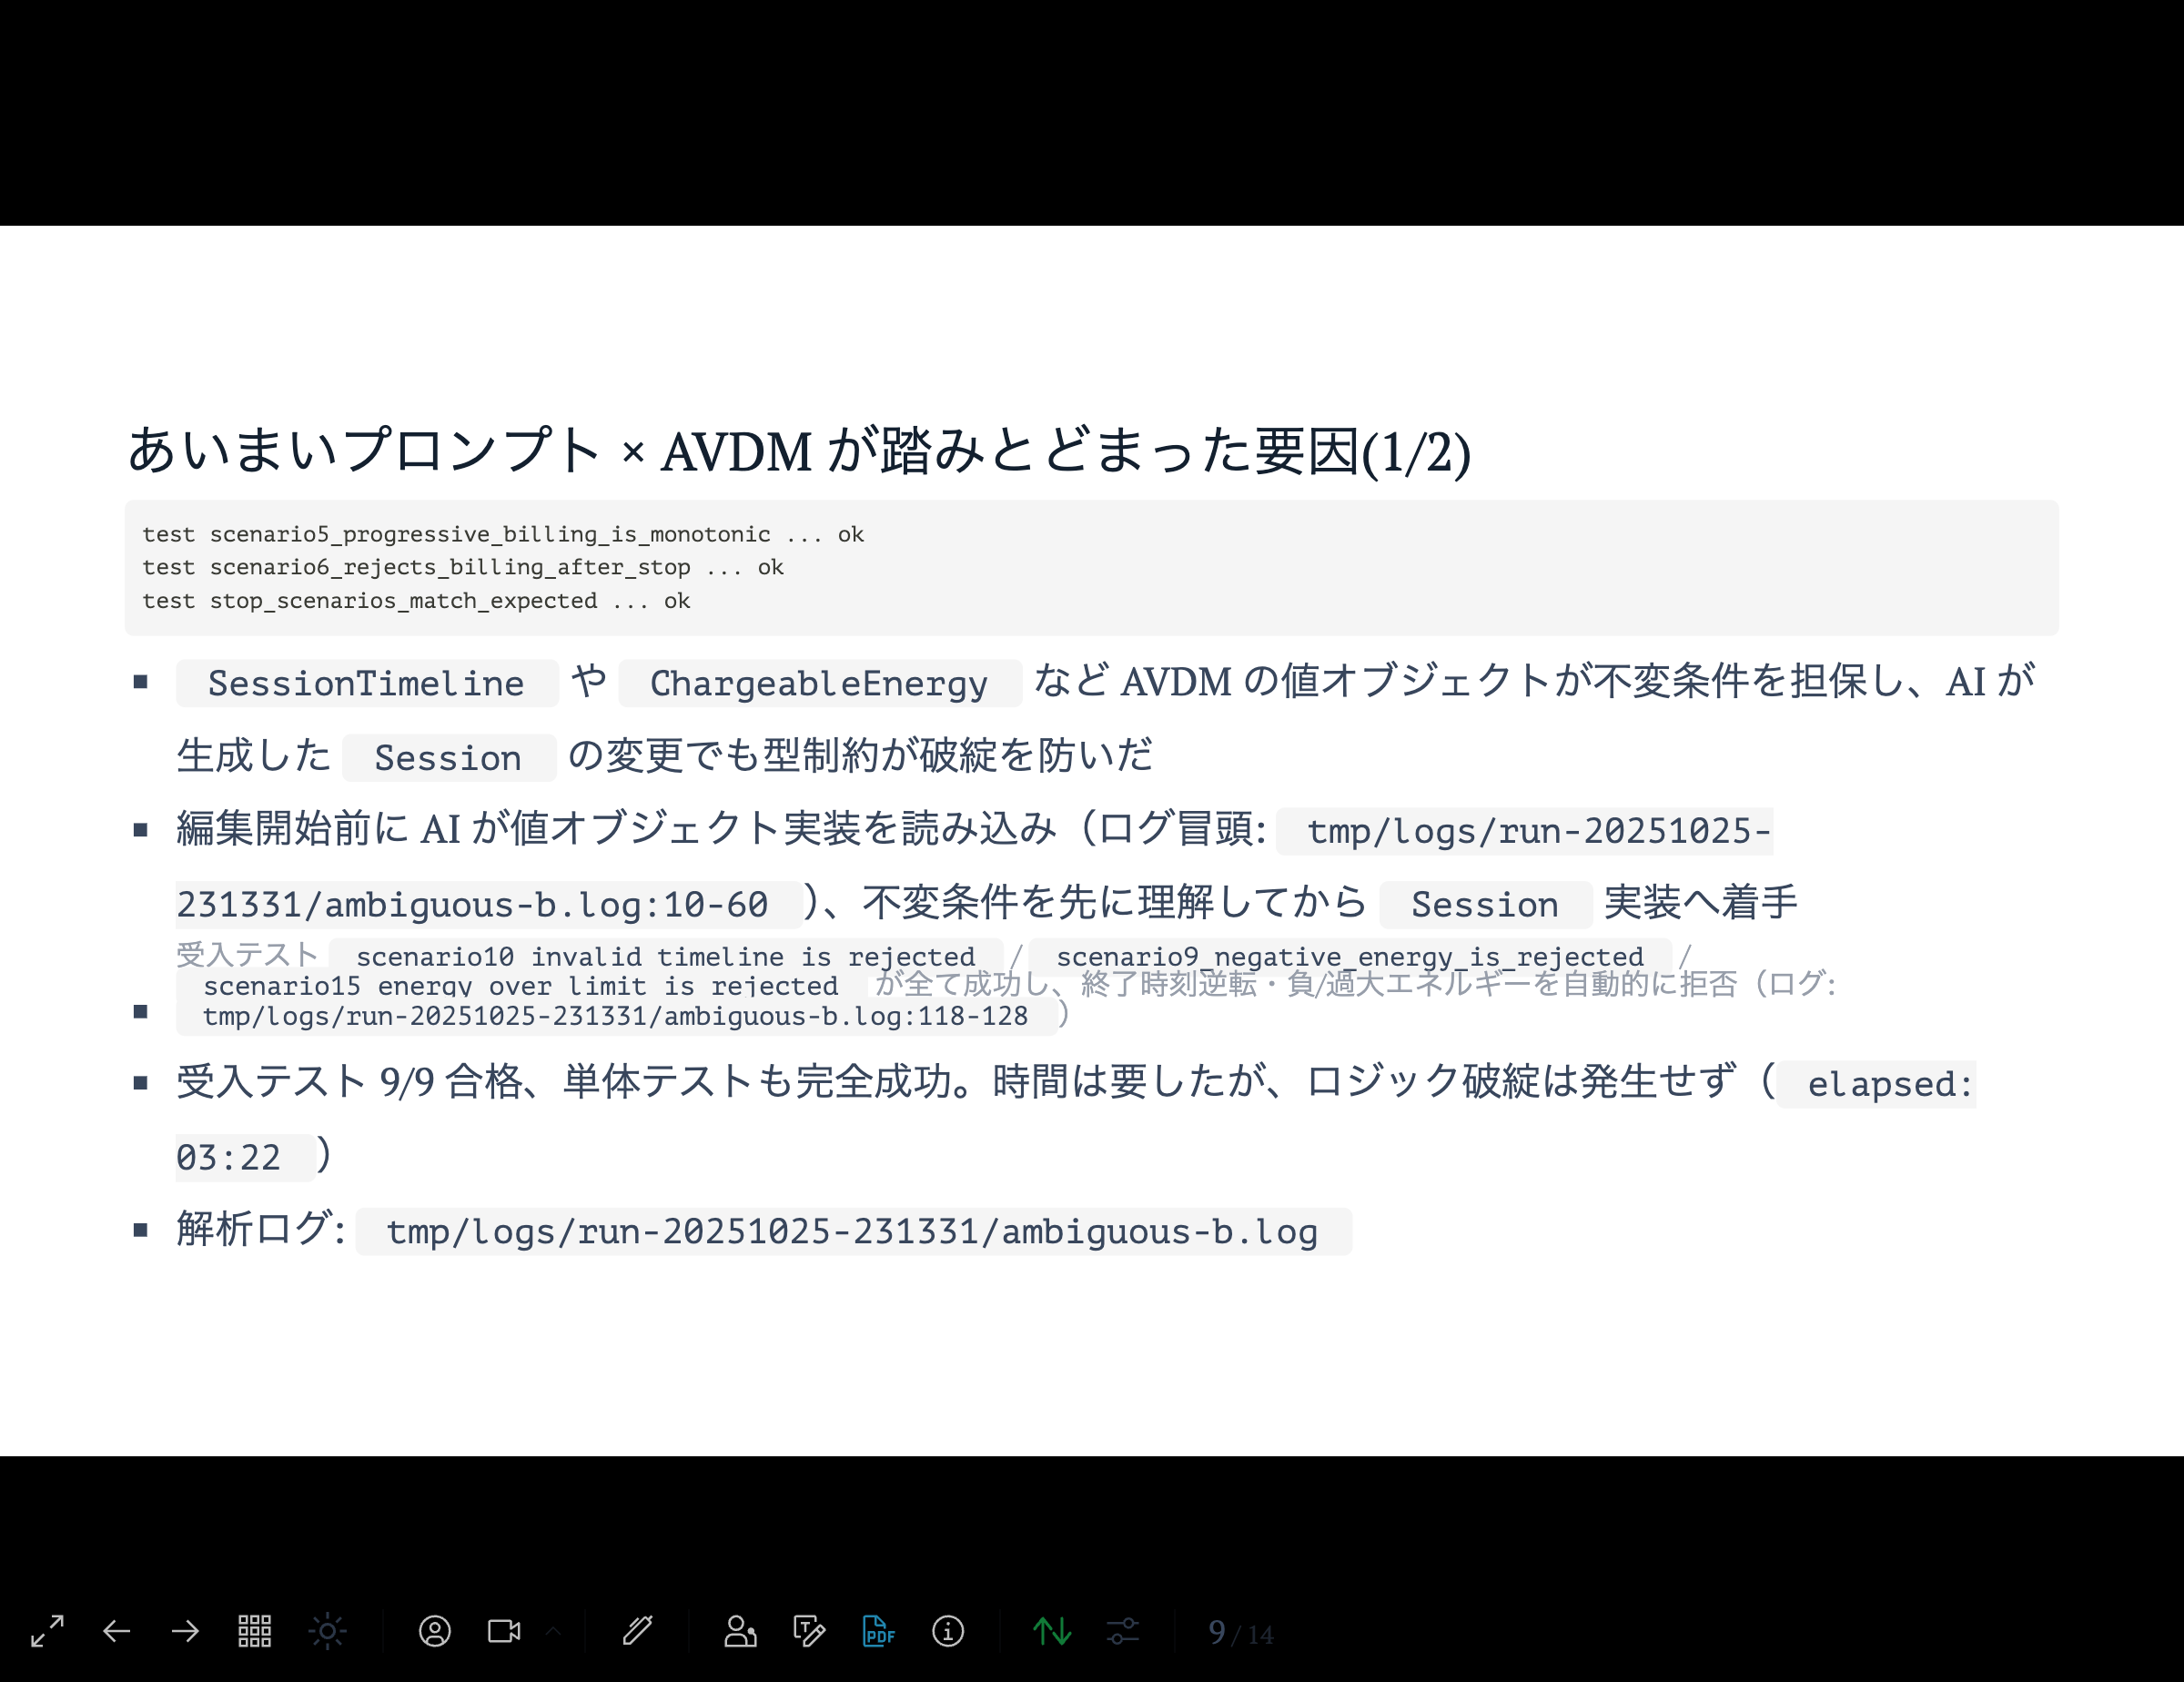 あいまいプロンプト × AVDM が踏みとどまった要因(1/2)
test scenario5_progressive_billing_is_monotonic ... ok
test scenario6_rejects_billing_after_stop ... ok
test stop_scenarios_match_expected ... ok
SessionTimeline や ChargeableEnergy など AVDM の値オブジェクトが不変条件を担保し、AI が
生成した Session の変更でも型制約が破綻を防いだ
編集開始前に AI が値オブジェクト実装を読み込み（ログ冒頭: tmp/logs/run-20251025-
231331/ambiguous-b.log:10-60 ）、不変条件を先に理解してから Session 実装へ着手
受入テスト scenario10 invalid timeline is rejected / scenario9_negative_energy_is_rejected /
scenario15 energy over limit is rejected が全て成功し、終了時刻逆転・負/過大エネルギーを自動的に拒否（ログ:
tmp/logs/run-20251025-231331/ambiguous-b.log:118-128 ）
受入テスト 9/9 合格、単体テストも完全成功。時間は要したが、ロジック破綻は発生せず（ elapsed:
03:22 ）
解析ログ: tmp/logs/run-20251025-231331/ambiguous-b.log
PDF
9 / 14